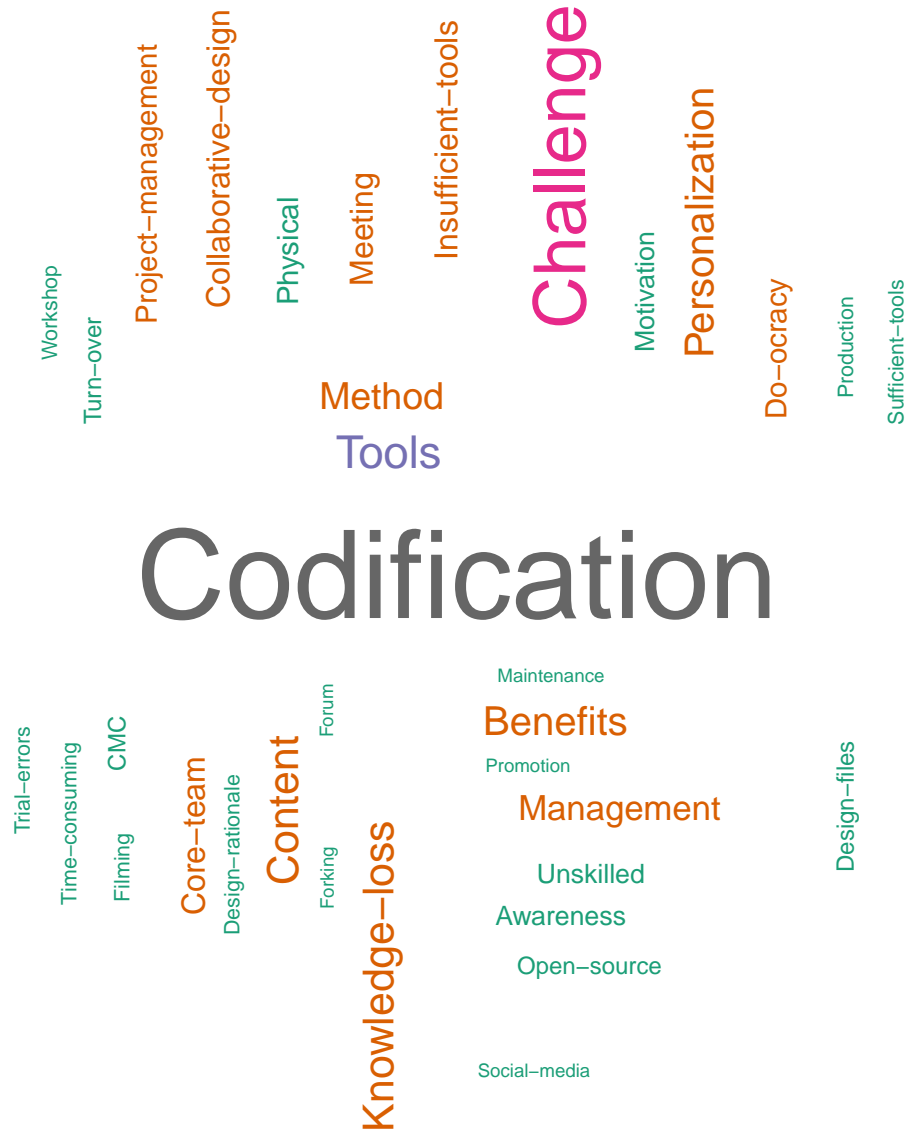 Workshop
Turn–over
Project–management
Collaborative–design
Physical
Meeting
Insufficient–tools
Challenge
Motivation
Personalization
Do–ocracy
Production
Sufficient–tools
Method
Tools
Codification
Trial–errors
Time–consuming
CMC
Filming
Core–team
Design–rationale
Content
Forum
Forking
Knowledge–loss
Maintenance
Benefits
Promotion
Management
Unskilled
Awareness
Open–source
Social–media
Design–files